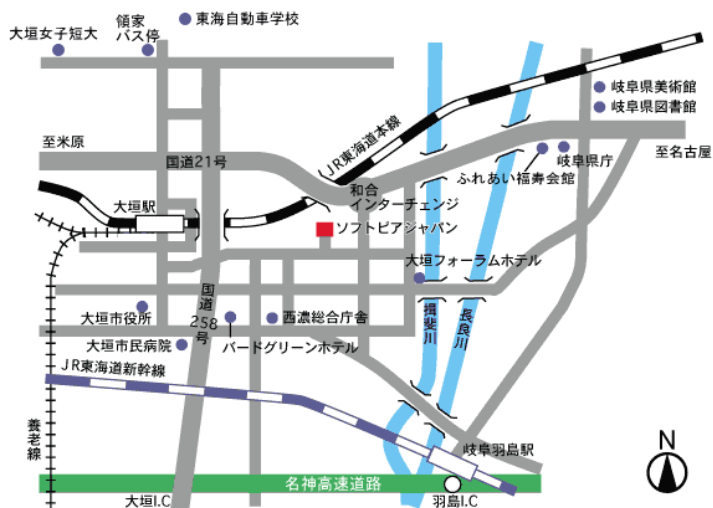 東海自動車学校
領家
バス停
大垣女子短大
岐阜県美術館
岐阜県図書館
JR東海道本線
至米原
国道21号
至名古屋
岐阜県庁
ふれあい福寿会館
和合
インターチェンジ
大垣駅
ソフトピアジャパン
大垣フォーラムホテル
国道
258
号
揖斐川
長良川
大垣市役所
西濃総合庁舎
大垣市民病院
バードグリーンホテル
JR東海道新幹線
養老線
岐阜羽島駅
名神高速道路
大垣I.C
羽島I.C
N